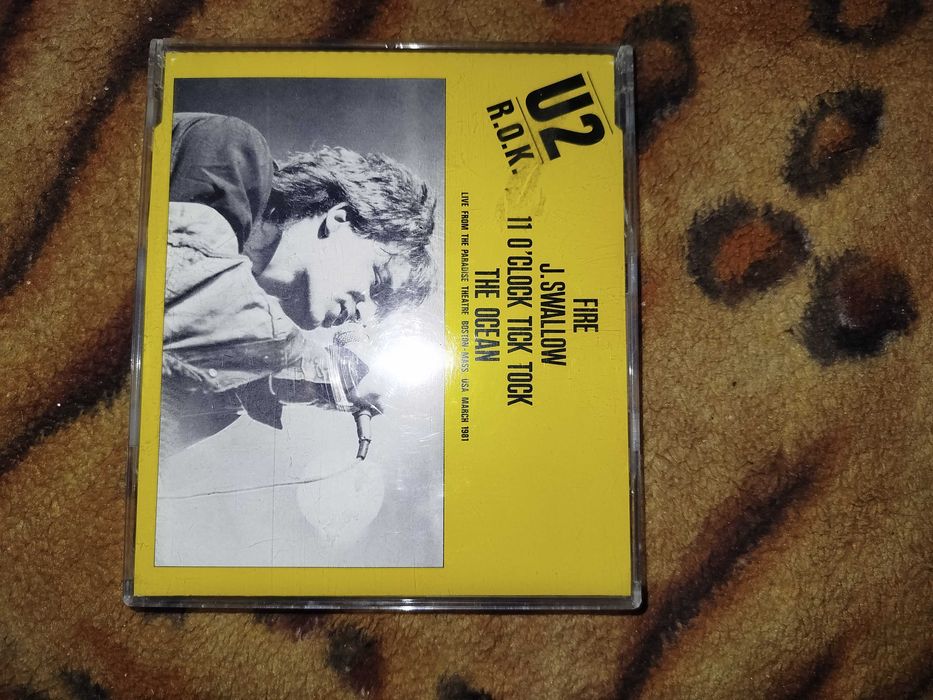 U2
R.O.K.
FIRE
J. SWALLOW
11 O'CLOCK TICK TOCK
THE OCEAN
LIVE FROM THE PARADISE THEATRE BOSTON-MASS USA MARCH 1981